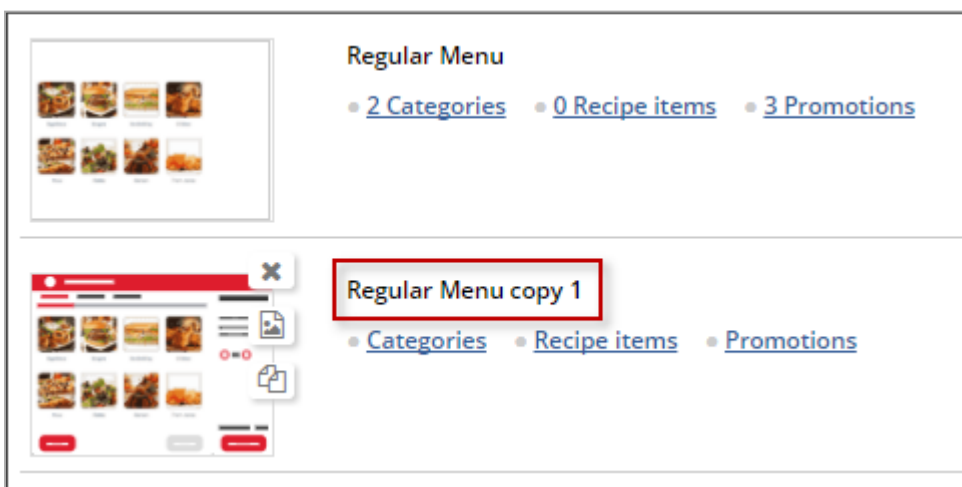 Regular Menu
2 Categories 0 Recipe items 3 Promotions
Regular Menu copy 1
Categories Recipe items Promotions